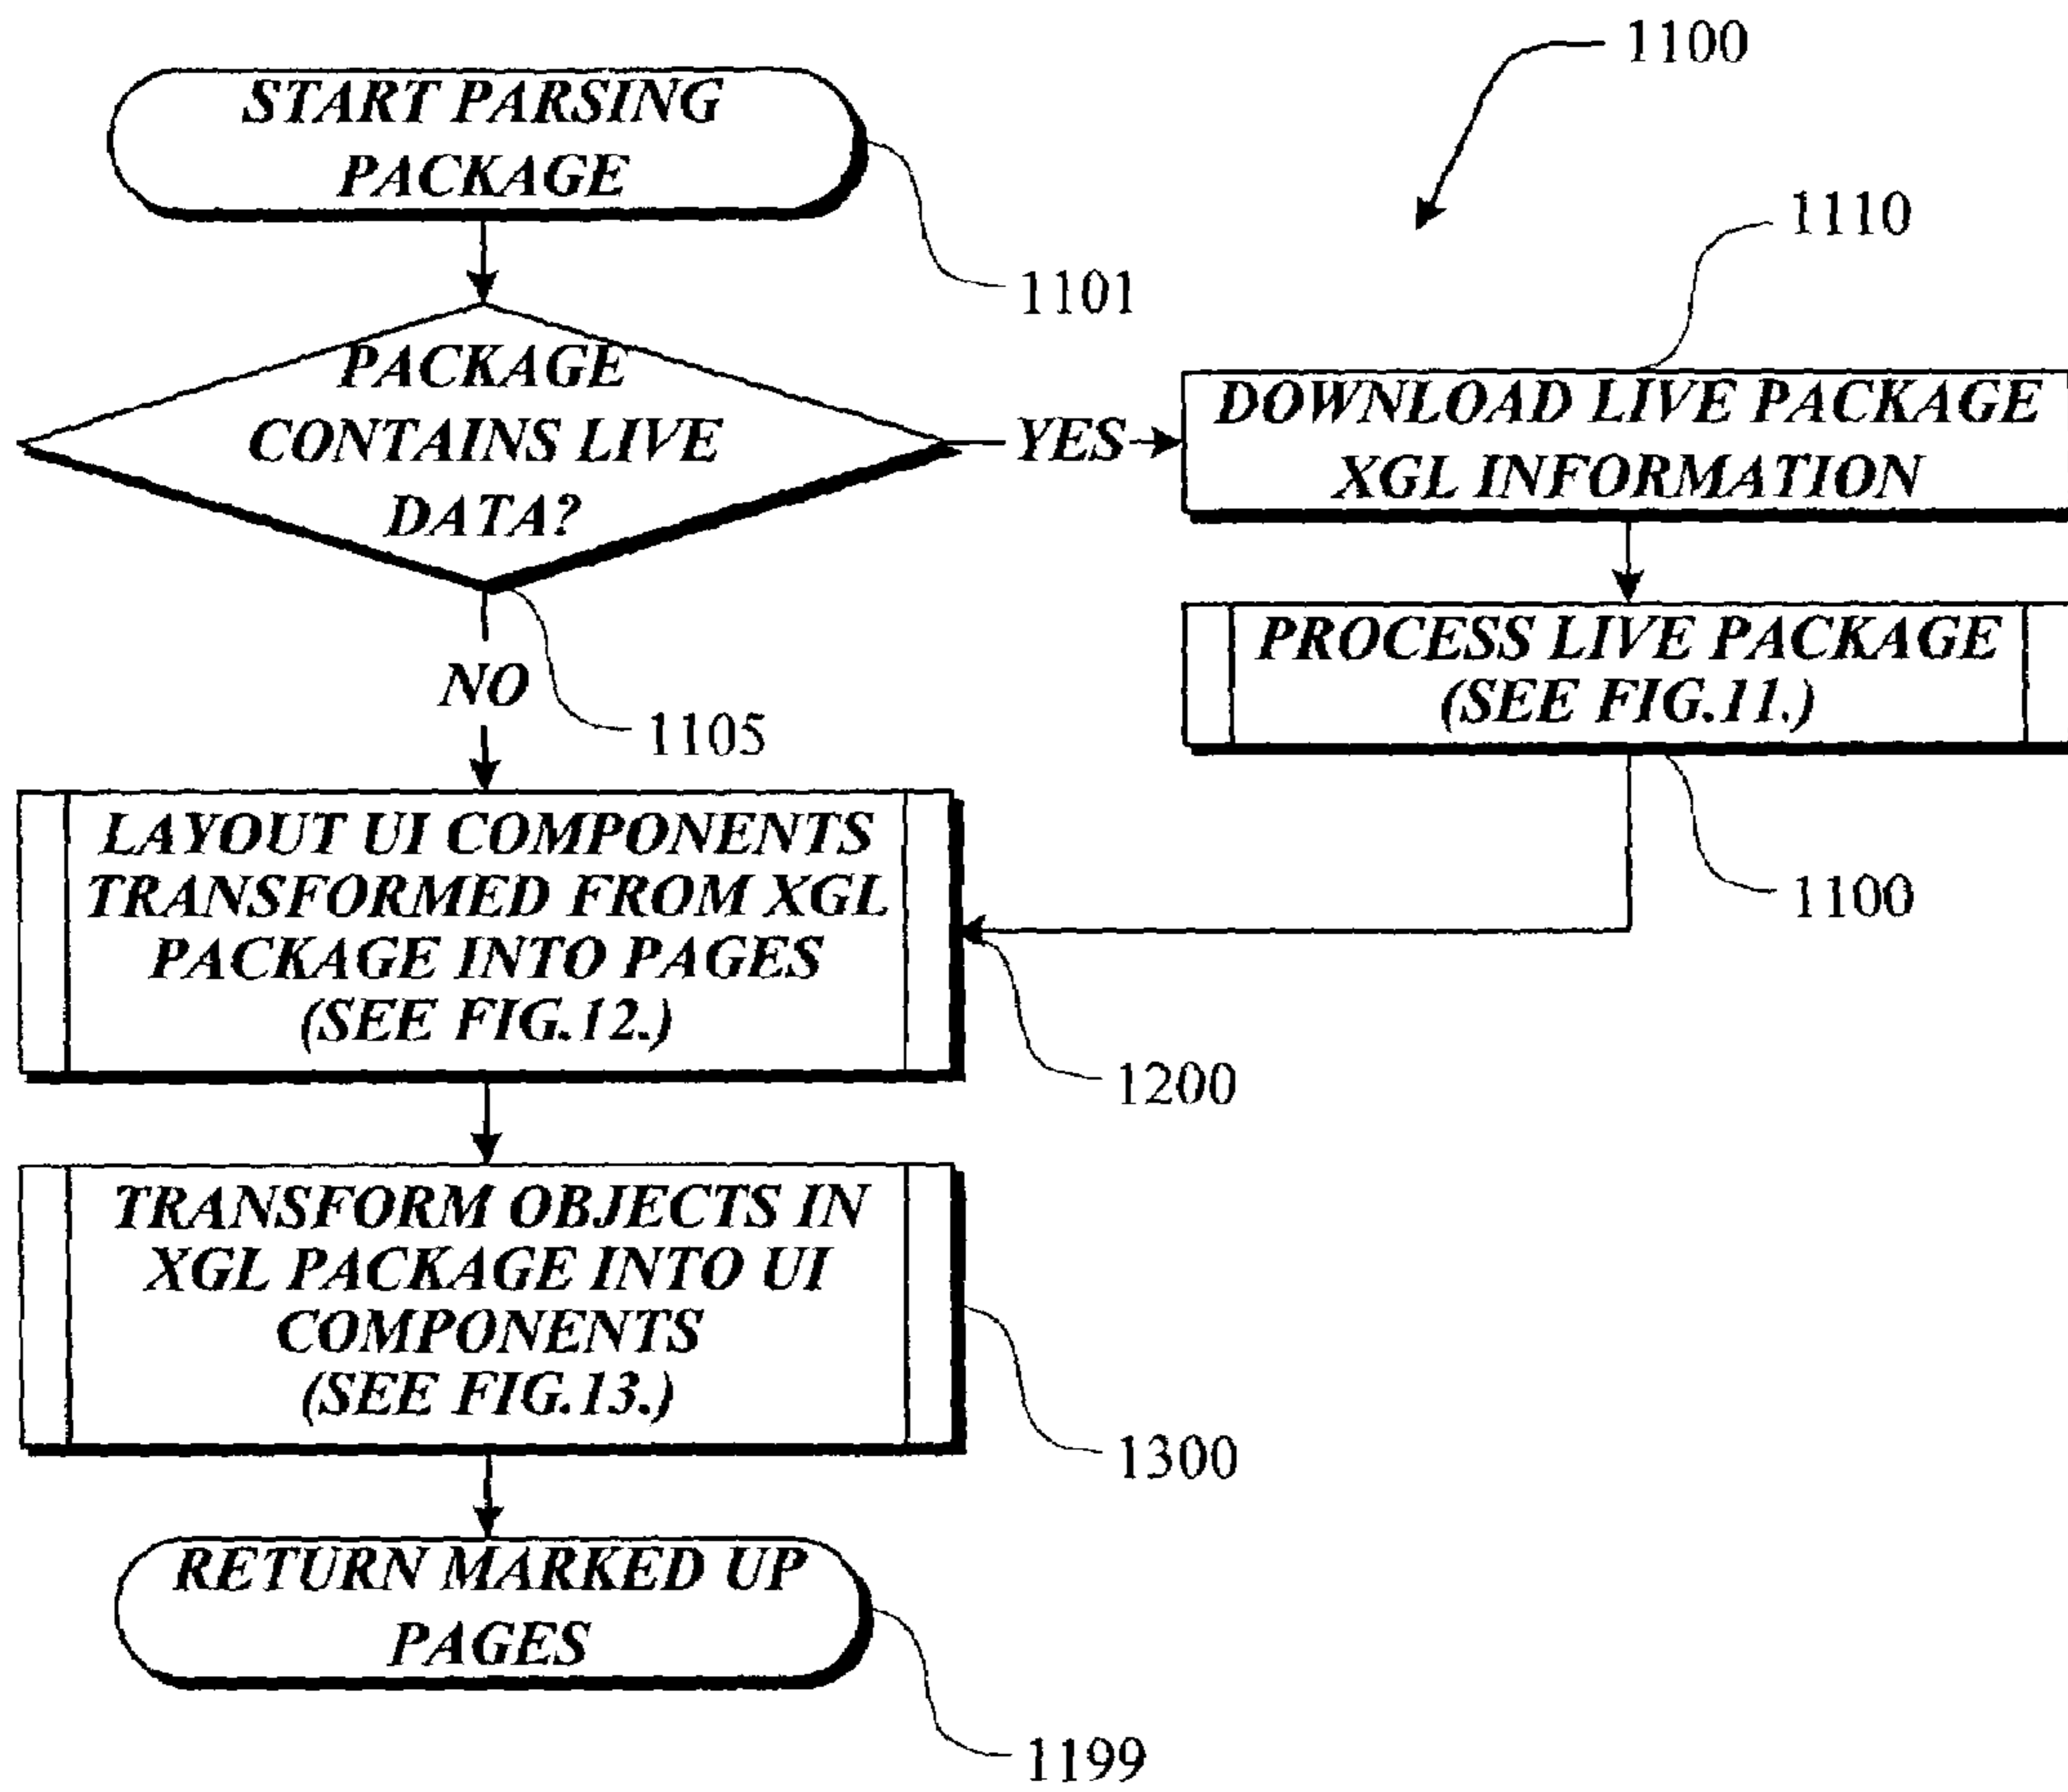 1100
START PARSING
PACKAGE
1101
1110
PACKAGE
CONTAINS LIVE
DATA?
YES
DOWNLOAD LIVE PACKAGE
XGL INFORMATION
NO
1105
PROCESS LIVE PACKAGE
(SEE FIG.11.)
1100
LAYOUT UI COMPONENTS
TRANSFORMED FROM XGL
PACKAGE INTO PAGES
(SEE FIG.12.)
1200
TRANSFORM OBJECTS IN
XGL PACKAGE INTO UI
COMPONENTS
(SEE FIG.13.)
1300
RETURN MARKED UP
PAGES
1199